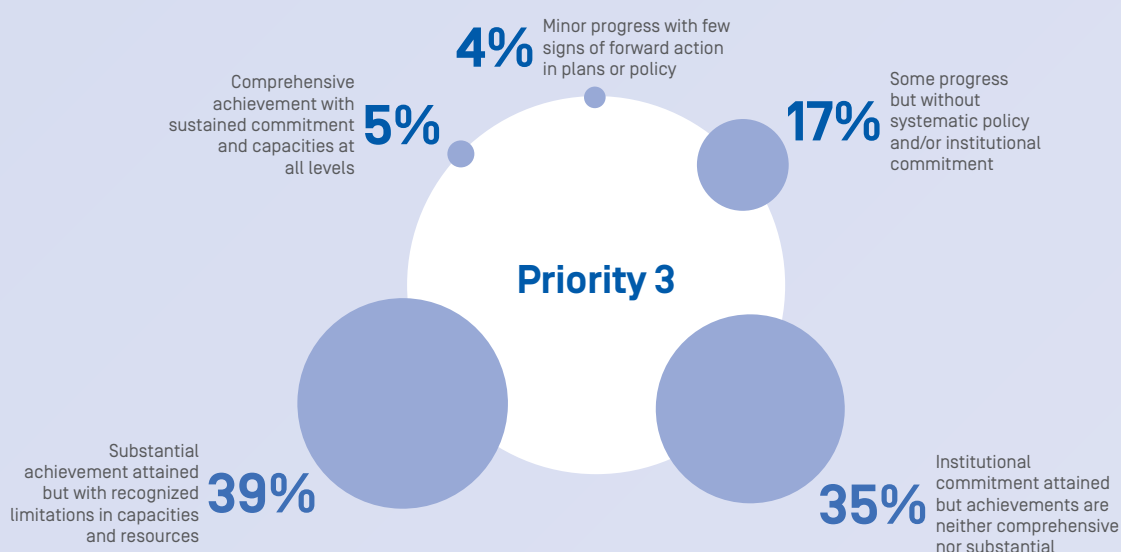 4%
Minor progress with few
signs of forward action
in plans or policy
17%
Some progress
but without
systematic policy
and/or institutional
commitment
Comprehensive
achievement with
sustained commitment
and capacities at
all levels
5%
Priority 3
Substantial
achievement attained
but with recognized
limitations in capacities
and resources
39%
35%
Institutional
commitment attained
but achievements are
neither comprehensive
nor substantial